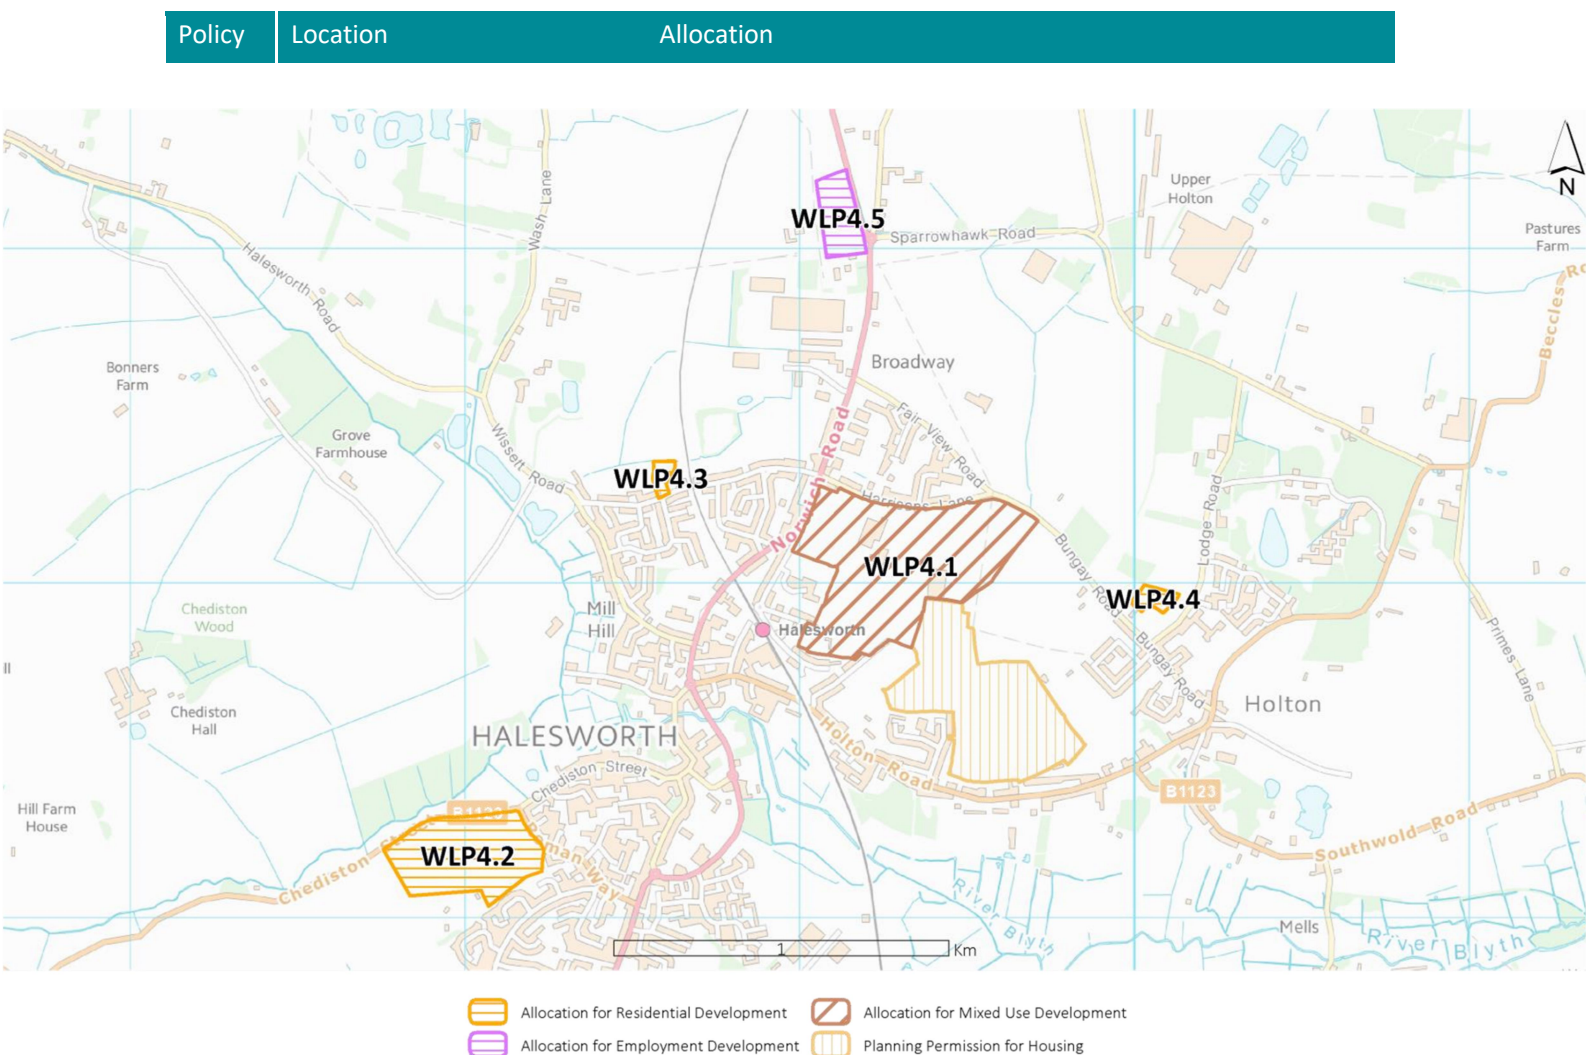 Policy Location Allocation
N
Upper
Holton
Wash Lane
WLP4.5
Sparrowhawk Road
Pastures
Farm
Halesworth Road
Beccles Ro
Bonners
Farm
Broadway
Grove
Farmhouse
Wissett Road
Fair View Road
Norwich Road
WLP4.3
Harrisons Lane
Lodge Road
WLP4.1
Bungay Road
WLP4.4
Chediston
Wood
Mill
Hill
Halesworth
Primes Lane
Bungay Road
Holton
Chediston
Hall
HALESWORTH
Holton Road
Chediston Street
B1123
Hill Farm
House
B1123
Southwold Road
WLP4.2
Chediston Street
Roman Way
River Blyth
Mells
River Blyth
1 Km
Allocation for Residential Development
Allocation for Mixed Use Development
Allocation for Employment Development
Planning Permission for Housing